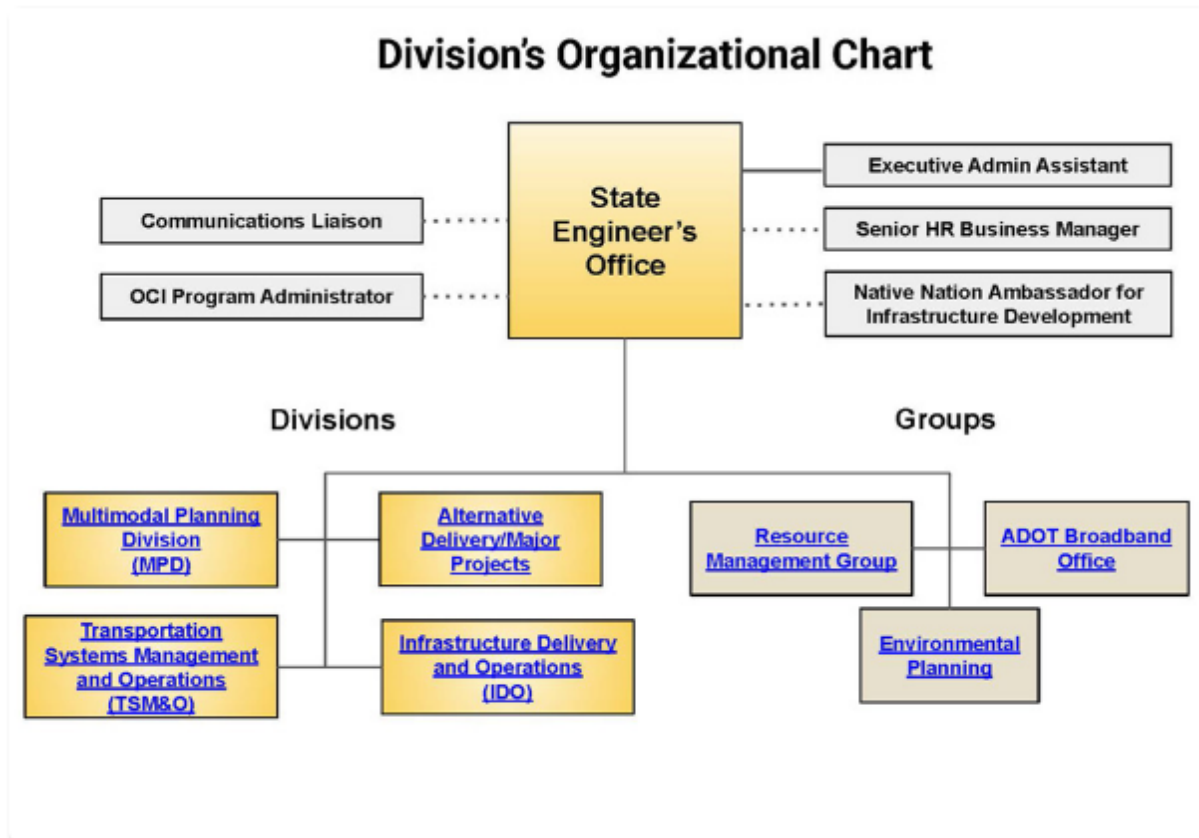 Division's Organizational Chart
State
Engineer's
Office
Executive Admin Assistant
Communications Liaison
Senior HR Business Manager
OCI Program Administrator
Native Nation Ambassador for
Infrastructure Development
Divisions
Groups
Multimodal Planning
Division
(MPD)
Alternative
Delivery/Major
Projects
Resource
Management Group
ADOT Broadband
Office
Transportation
Systems Management
and Operations
(TSM&O)
Infrastructure Delivery
and Operations
(IDO)
Environmental
Planning